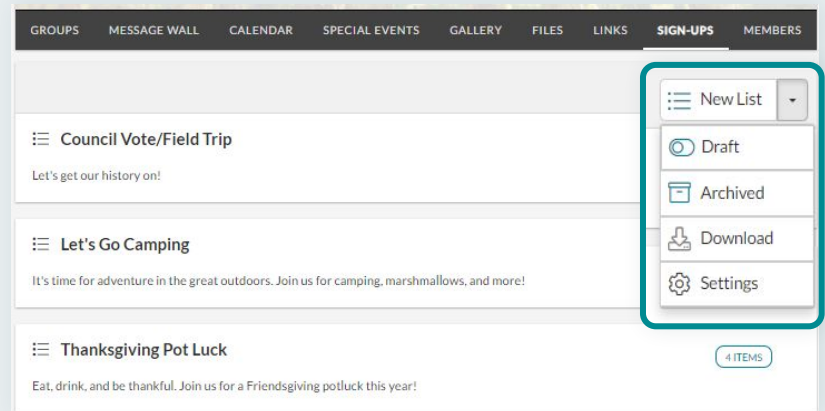 GROUPS MESSAGE WALL CALENDAR SPECIAL EVENTS GALLERY FILES LINKS SIGN-UPS MEMBERS
New List
Draft
Archived
Download
Settings
Council Vote/Field Trip
Let's get our history on!
Let's Go Camping
It's time for adventure in the great outdoors. Join us for camping, marshmallows, and more!
Thanksgiving Pot Luck
4 ITEMS
Eat, drink, and be thankful. Join us for a Friendsgiving potluck this year!